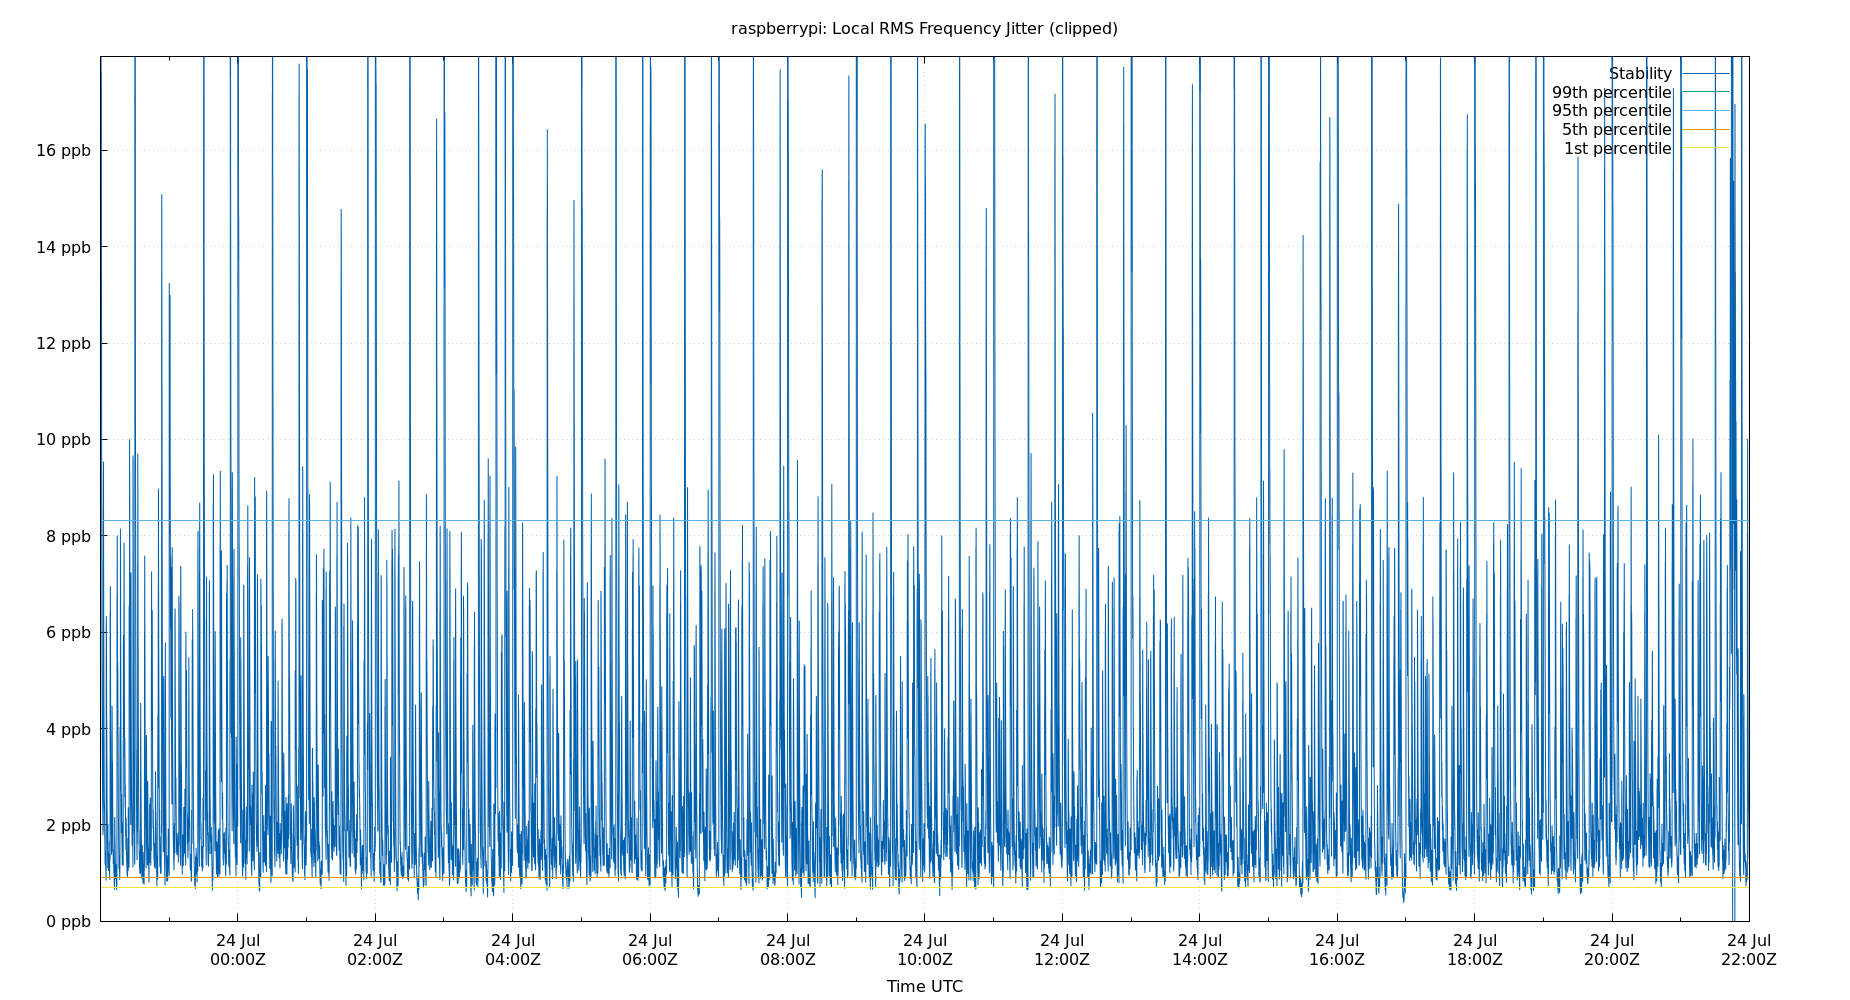 raspberrypi: Local RMS Frequency Jitter (clipped)
Stability
99th percentile
95th percentile
5th percentile
1st percentile
16 ppb
14 ppb
12 ppb
10 ppb
8 ppb
6 ppb
4 ppb
2 ppb
0 ppb
24 Jul 24 Jul 24 Jul 24 Jul 24 Jul 24 Jul 24 Jul 24 Jul 24 Jul 24 Jul 24 Jul 24 Jul
00:00Z 02:00Z 04:00Z 06:00Z 08:00Z 10:00Z 12:00Z 14:00Z 16:00Z 18:00Z 20:00Z 22:00Z
Time UTC